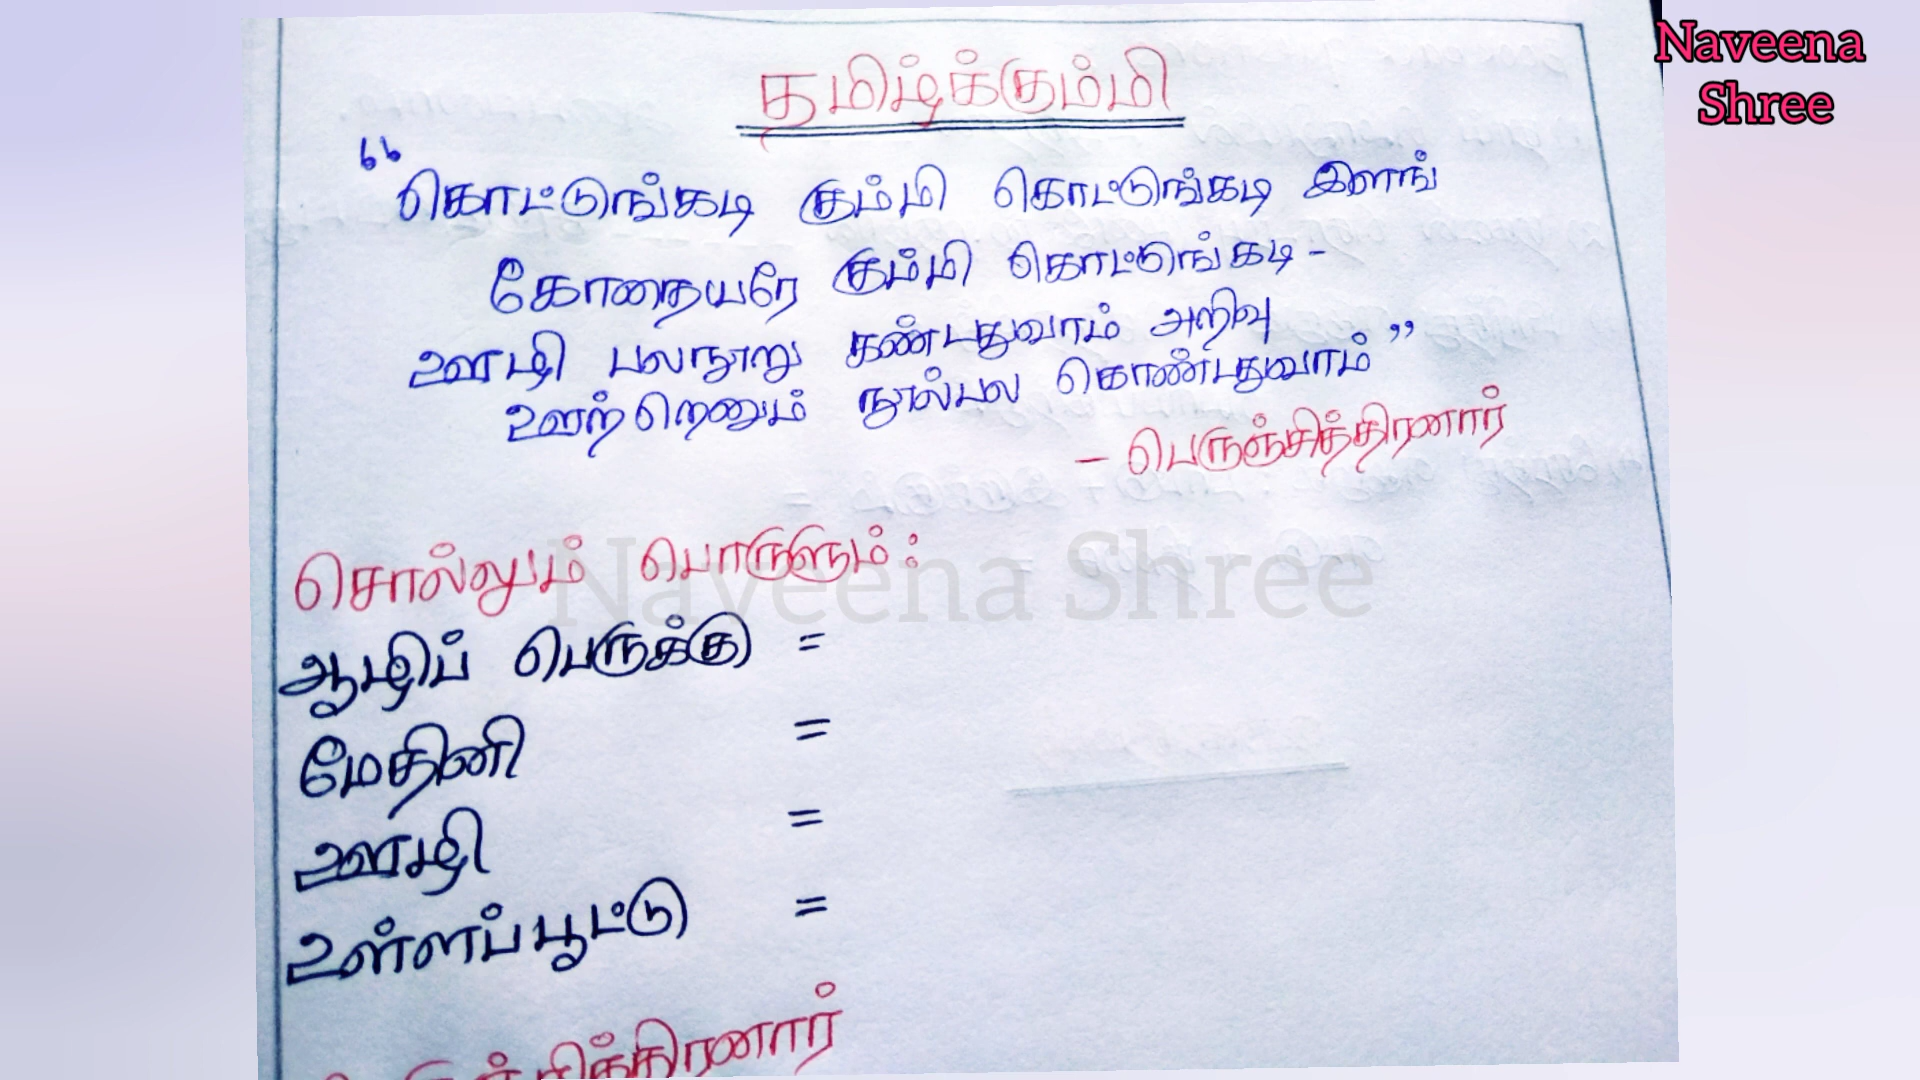 Naveena
Shree
தமிழ்க்கும்மி
“கொட்டுங்கடி கும்மி கொட்டுங்கடி இளங்
கோதையரே கும்மி கொட்டுங்கடி -
ஊழி பலநூறு கண்டதுவாம் அறிவு
ஊற்றெனும் நூல்பல கொண்டதுவாம்”
- பெருஞ்சித்திரனார்
சொல்லும் பொருளும் :
Naveena Shree
ஆழிப் பெருக்கு =
மேதினி =
ஊழி =
உள்ளப்பூட்டு =
பெருஞ்சித்திரனார்